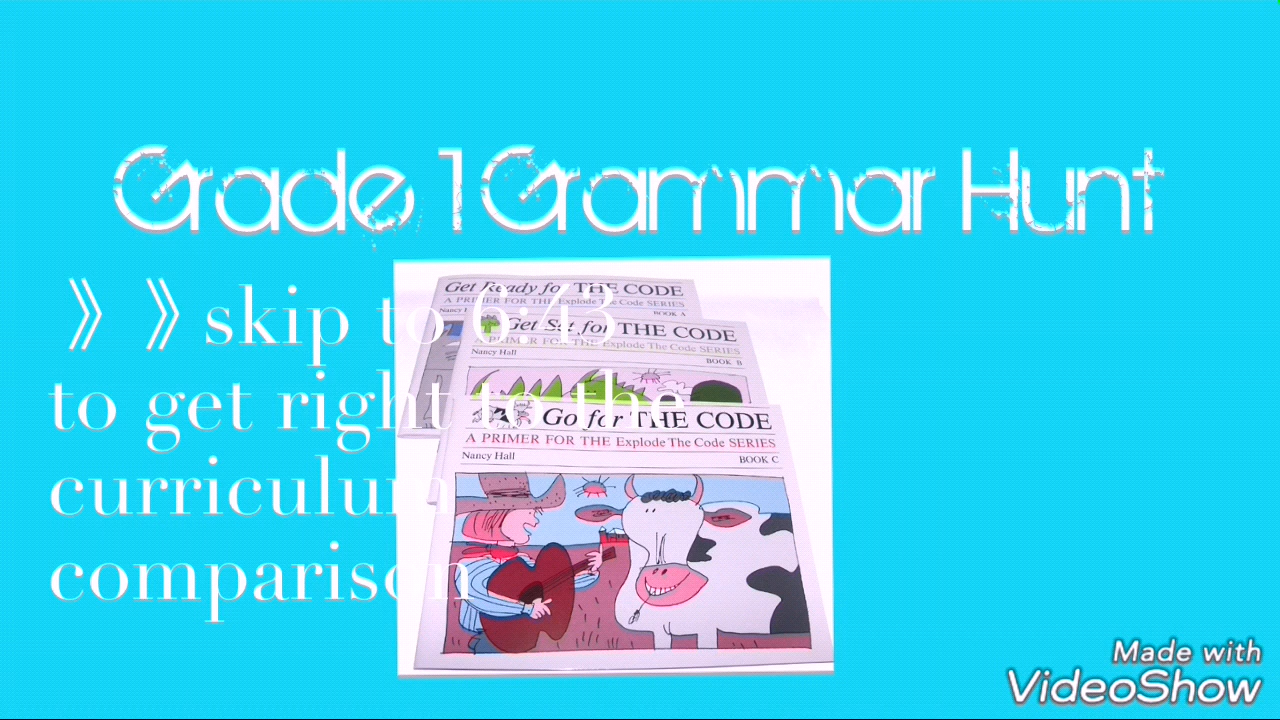 Grade 1 Grammar Hunt
》 》skip to 6:43
to get right to the
curriculum
comparison
Get Ready for THE CODE
A PRIMER FOR THE Explode The Code SERIES
BOOK A
Get Set for THE CODE
A PRIMER FOR THE Explode The Code SERIES
Nancy Hall
BOOK B
Go for THE CODE
A PRIMER FOR THE Explode The Code SERIES
Nancy Hall
BOOK C
Made with
VideoShow